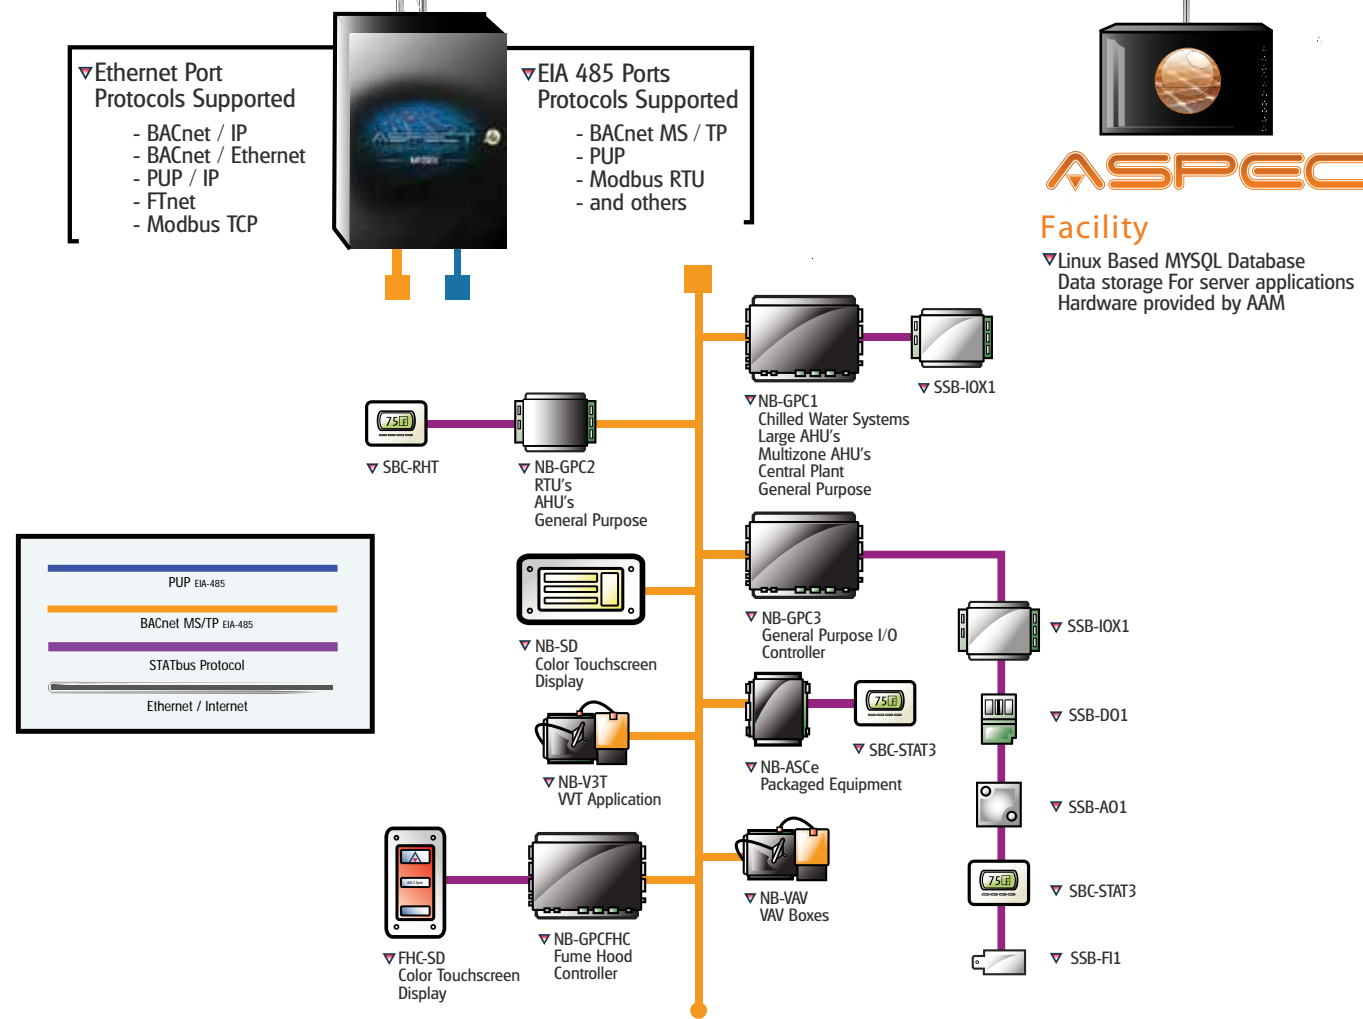 Ethernet Port
Protocols Supported
- BACnet / IP
- BACnet / Ethernet
- PUP / IP
- FTnet
- Modbus TCP
ASPECT
EIA 485 Ports
Protocols Supported
- BACnet MS / TP
- PUP
- Modbus RTU
- and others
ASPEC
Facility
Linux Based MYSQL Database
Data storage For server applications
Hardware provided by AAM
SSB-IOX1
NB-GPC1
Chilled Water Systems
Large AHU's
Multizone AHU's
Central Plant
General Purpose
75F
SBC-RHT
NB-GPC2
RTU's
AHU's
General Purpose
PUP EIA-485
BACnet MS/TP EIA-485
STATbus Protocol
Ethernet / Internet
NB-SD
Color Touchscreen
Display
NB-GPC3
General Purpose I/O
Controller
SSB-IOX1
75F
SBC-STAT3
SSB-DO1
NB-ASCe
Packaged Equipment
NB-V3T
VVT Application
SSB-AO1
NB-VAV
VAV Boxes
75F
SBC-STAT3
NB-GPCFHC
Fume Hood
Controller
FHC-SD
Color Touchscreen
Display
SSB-FI1